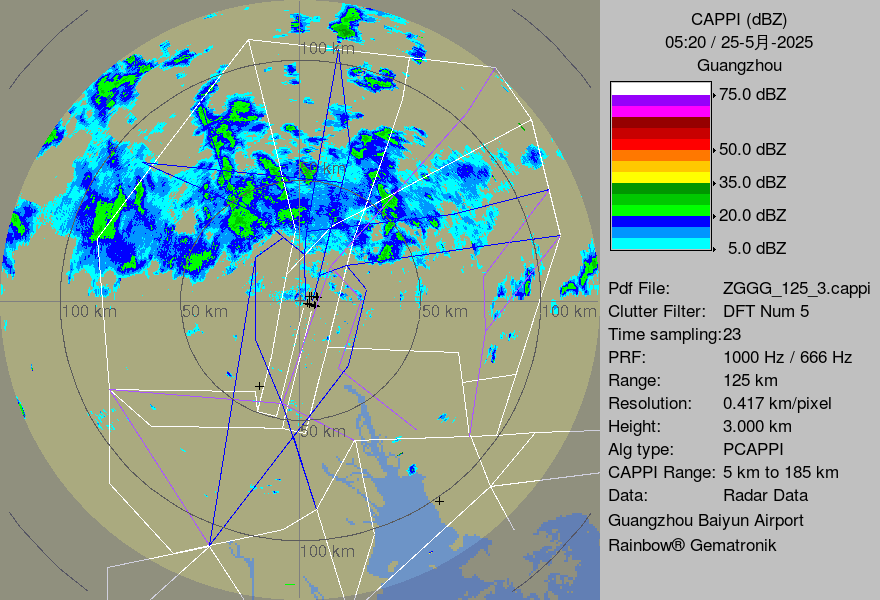 CAPPI (dBZ)
05:20 / 25-5月-2025
Guangzhou
75.0 dBZ
50.0 dBZ
35.0 dBZ
20.0 dBZ
5.0 dBZ
Pdf File: ZGGG_125_3.cappi
Clutter Filter: DFT Num 5
Time sampling:23
PRF: 1000 Hz / 666 Hz
Range: 125 km
Resolution: 0.417 km/pixel
Height: 3.000 km
Alg type: PCAPPI
CAPPI Range: 5 km to 185 km
Data: Radar Data
Guangzhou Baiyun Airport
Rainbow® Gematronik
100 km
km
100 km 50 km 50 km 100 km
50 km
100 km